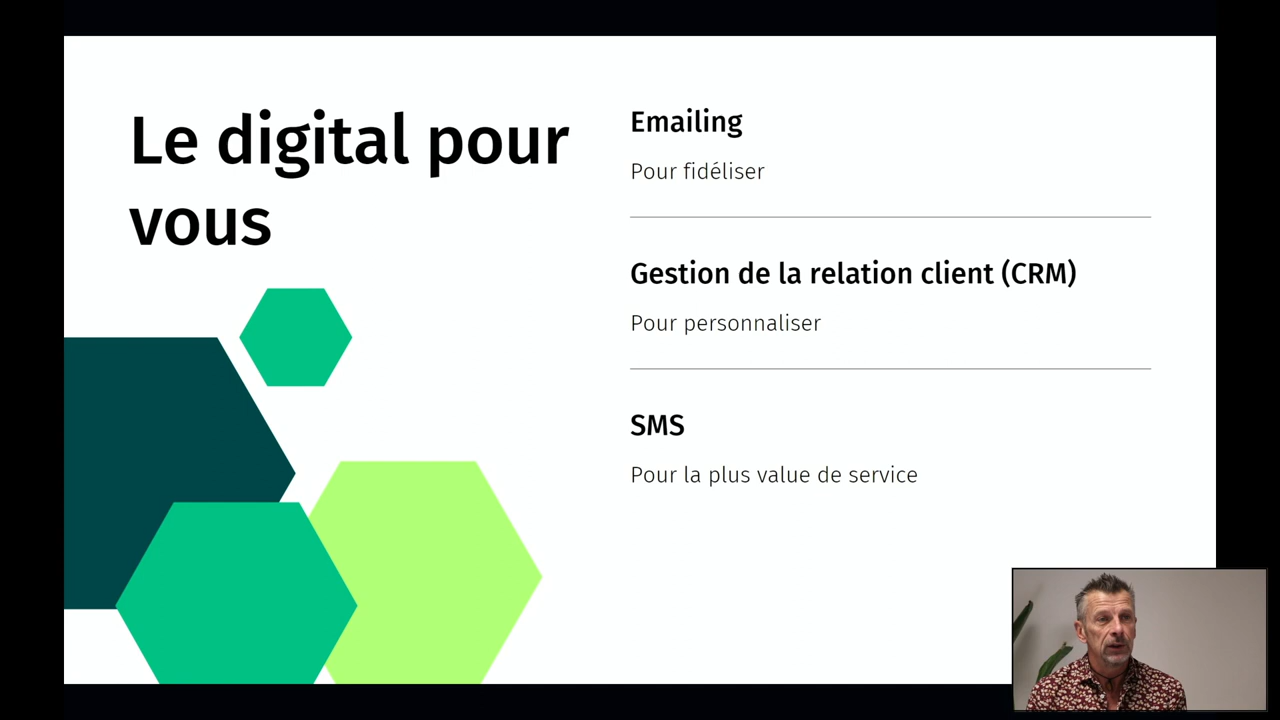 Le digital pour
vous
Emailing
Pour fidéliser
Gestion de la relation client (CRM)
Pour personnaliser
SMS
Pour la plus value de service